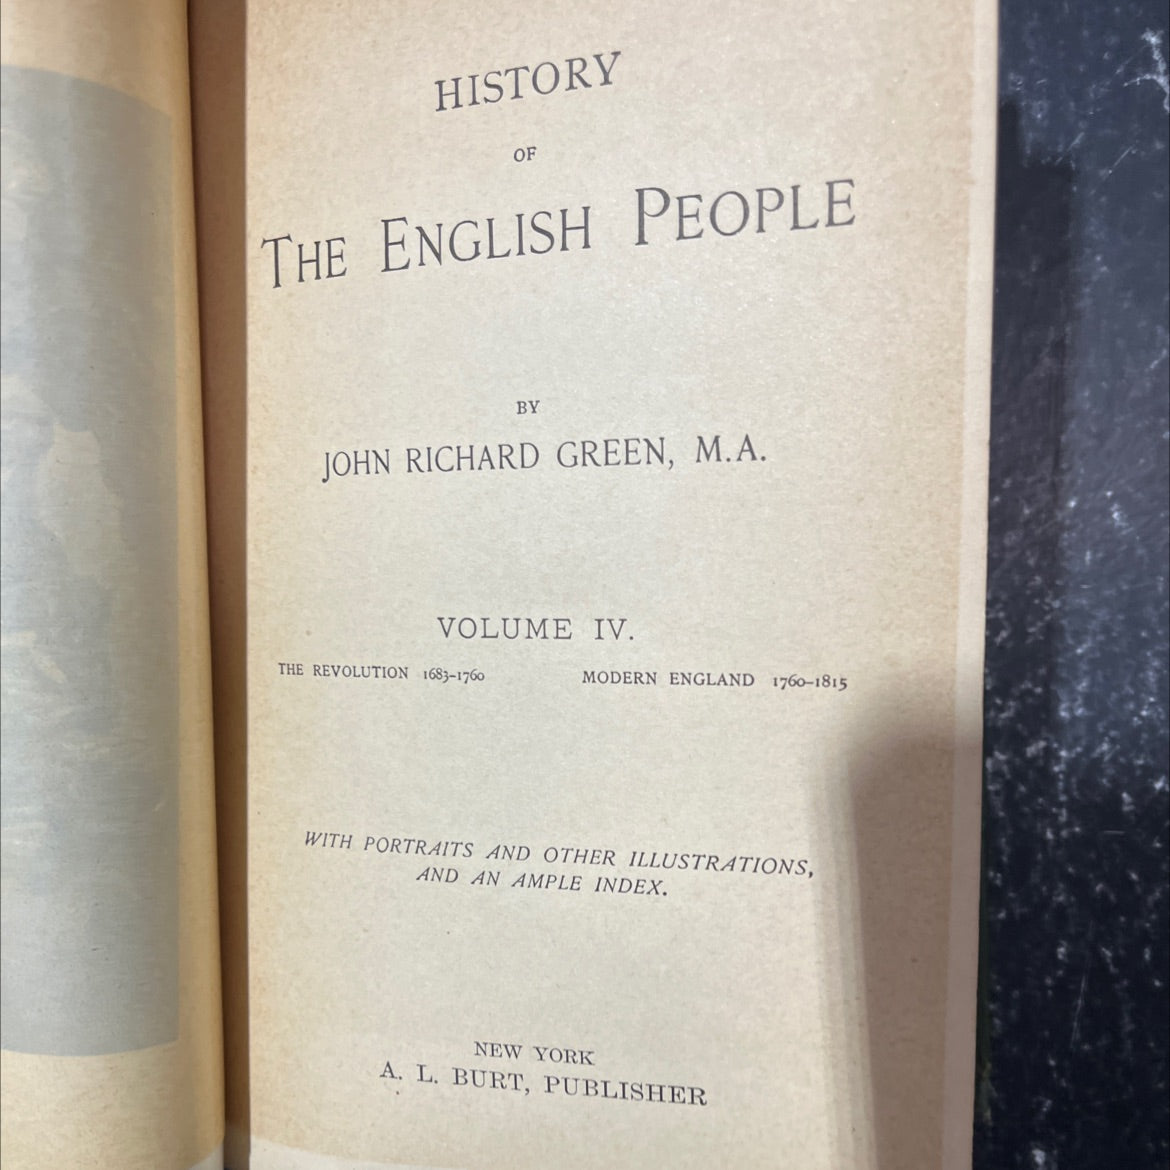 HISTORY
OF
THE ENGLISH PEOPLE
BY
JOHN RICHARD GREEN, M.A.
VOLUME IV.
THE REVOLUTION 1683–1760 MODERN ENGLAND 1760–1815
WITH PORTRAITS AND OTHER ILLUSTRATIONS,
AND AN AMPLE INDEX.
NEW YORK
A. L. BURT, PUBLISHER